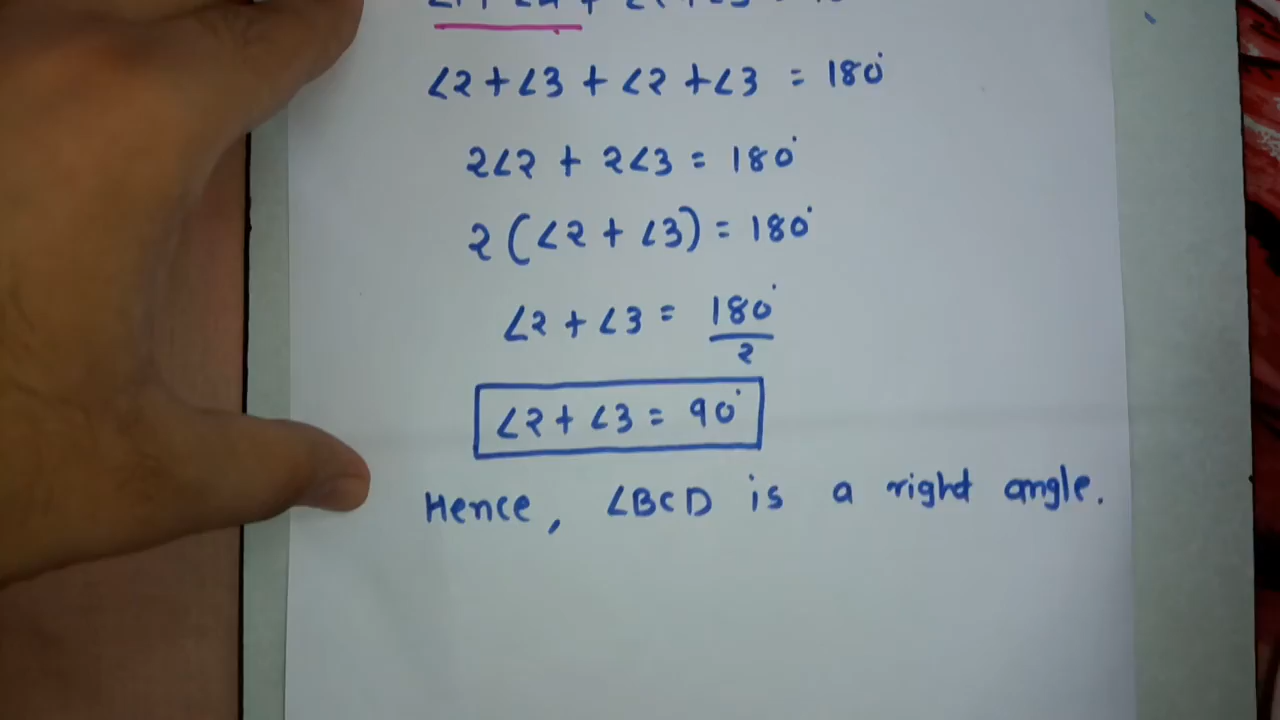 ∠2 + ∠3 + ∠2 + ∠3 = 180°
2∠2 + 2∠3 = 180°
2 (∠2 + ∠3) = 180°
∠2 + ∠3 = 180°/2
∠2 + ∠3 = 90°
Hence, ∠BCD is a right angle.